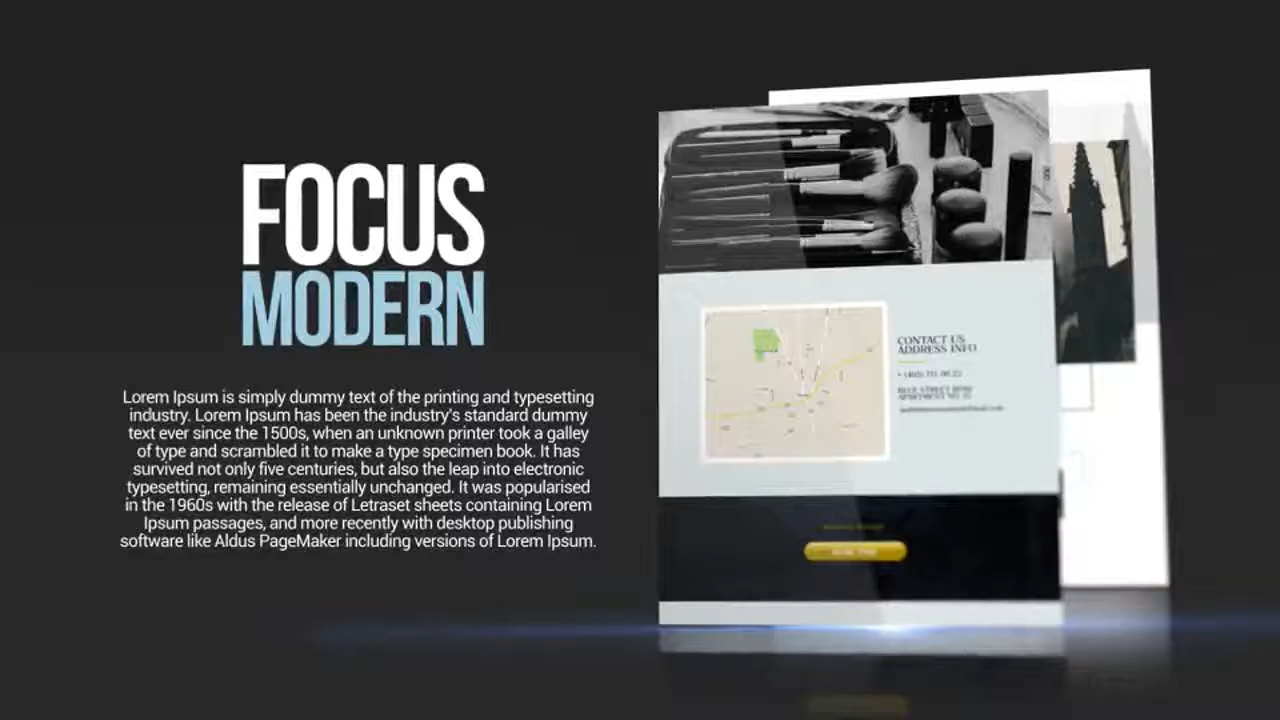 FOCUS
MODERN
Lorem Ipsum is simply dummy text of the printing and typesetting
industry. Lorem Ipsum has been the industry's standard dummy
text ever since the 1500s, when an unknown printer took a galley
of type and scrambled it to make a type specimen book. It has
survived not only five centuries, but also the leap into electronic
typesetting, remaining essentially unchanged. It was popularised
in the 1960s with the release of Letraset sheets containing Lorem
Ipsum passages, and more recently with desktop publishing
software like Aldus PageMaker including versions of Lorem Ipsum.
CONTACT US
ADDRESS INFO